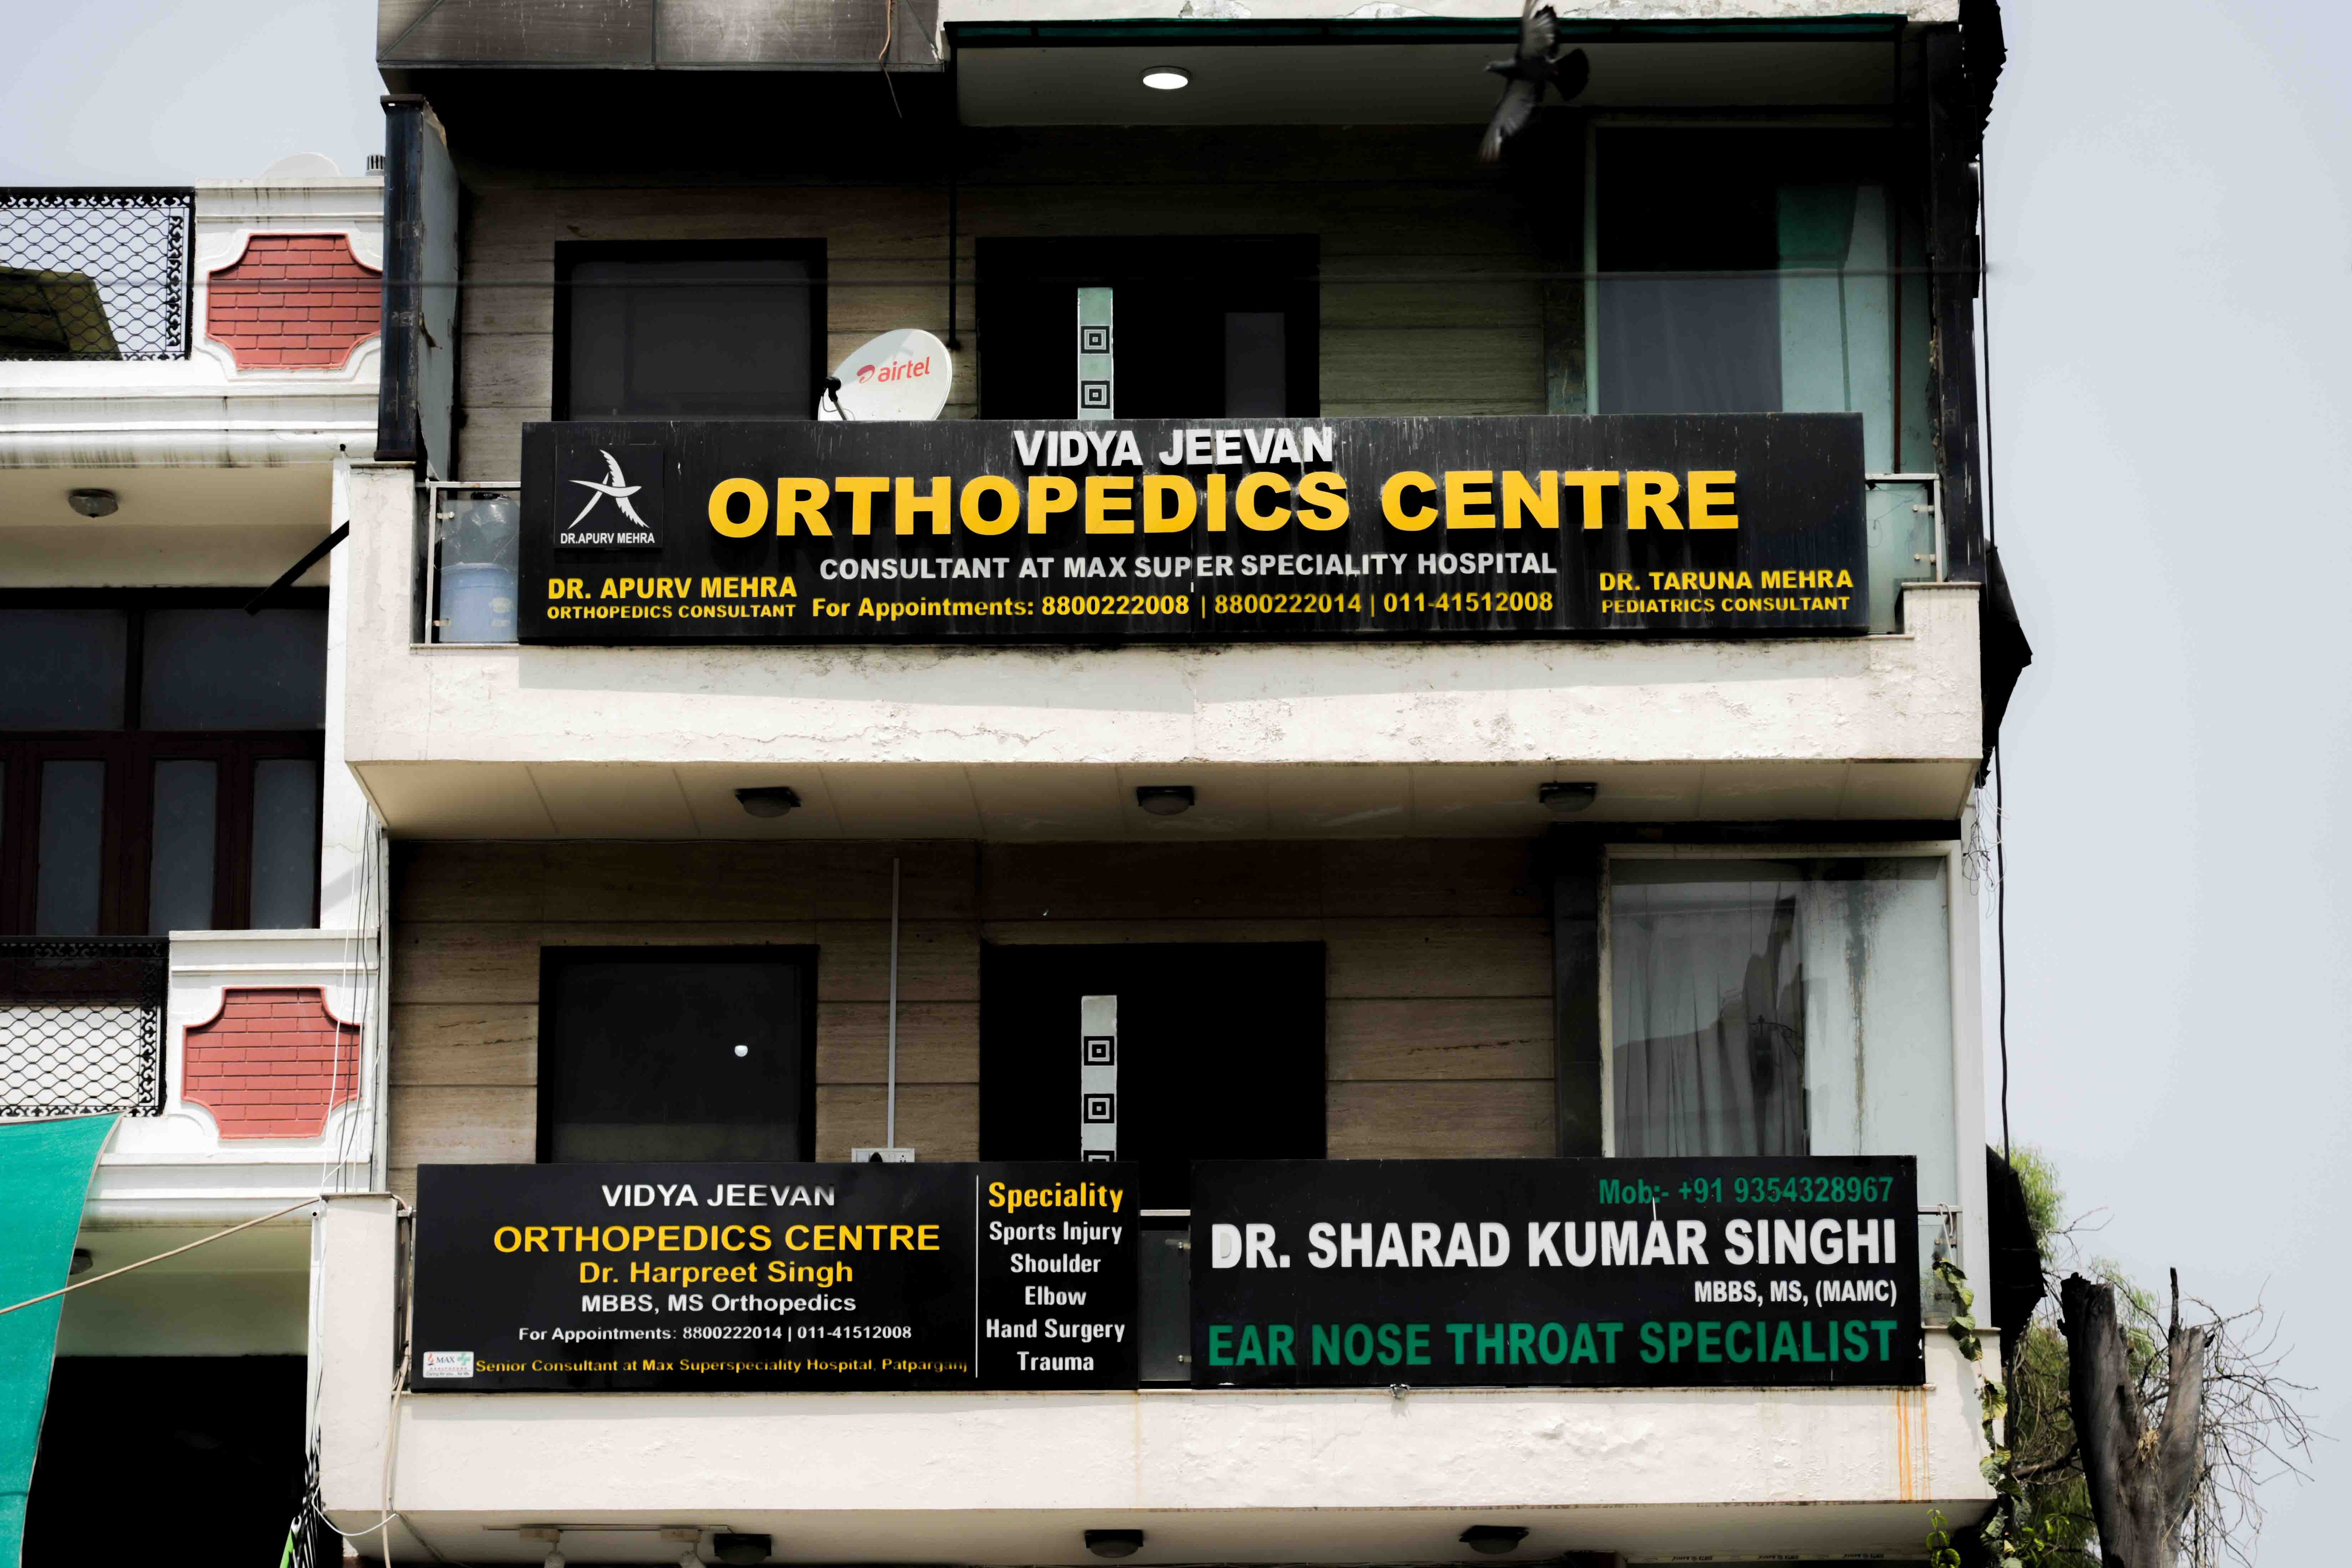 airtel
VIDYA JEEVAN
ORTHOPEDICS CENTRE
CONSULTANT AT MAX SUPER SPECIALITY HOSPITAL
For Appointments: 8800222008 | 8800222014 | 011-41512008
DR.APURV MEHRA
DR. APURV MEHRA
ORTHOPEDICS CONSULTANT
DR. TARUNA MEHRA
PEDIATRICS CONSULTANT
VIDYA JEEVAN
ORTHOPEDICS CENTRE
Dr. Harpreet Singh
MBBS, MS Orthopedics
For Appointments: 8800222014 | 011-41512008
MAX
Senior Consultant at Max Superspeciality Hospital, Patparganj
Speciality
Sports Injury
Shoulder
Elbow
Hand Surgery
Trauma
Mob:- +91 9354328967
DR. SHARAD KUMAR SINGHI
MBBS, MS, (MAMC)
EAR NOSE THROAT SPECIALIST